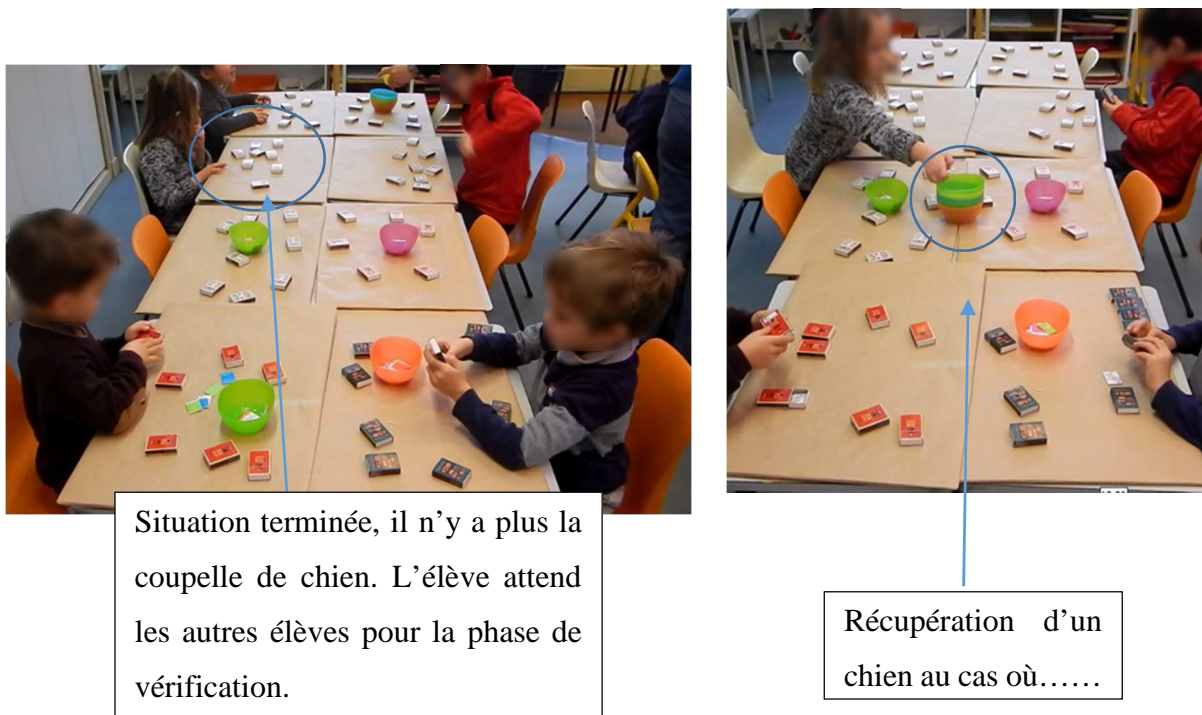 Situation terminée, il n’y a plus la
coupelle de chien. L’élève attend
les autres élèves pour la phase de
vérification.
Récupération d’un
chien au cas où……